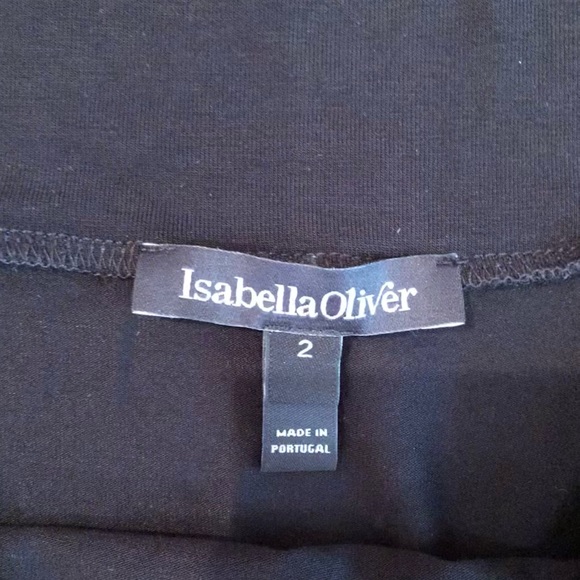 Isabella Oliver
2
MADE IN
PORTUGAL